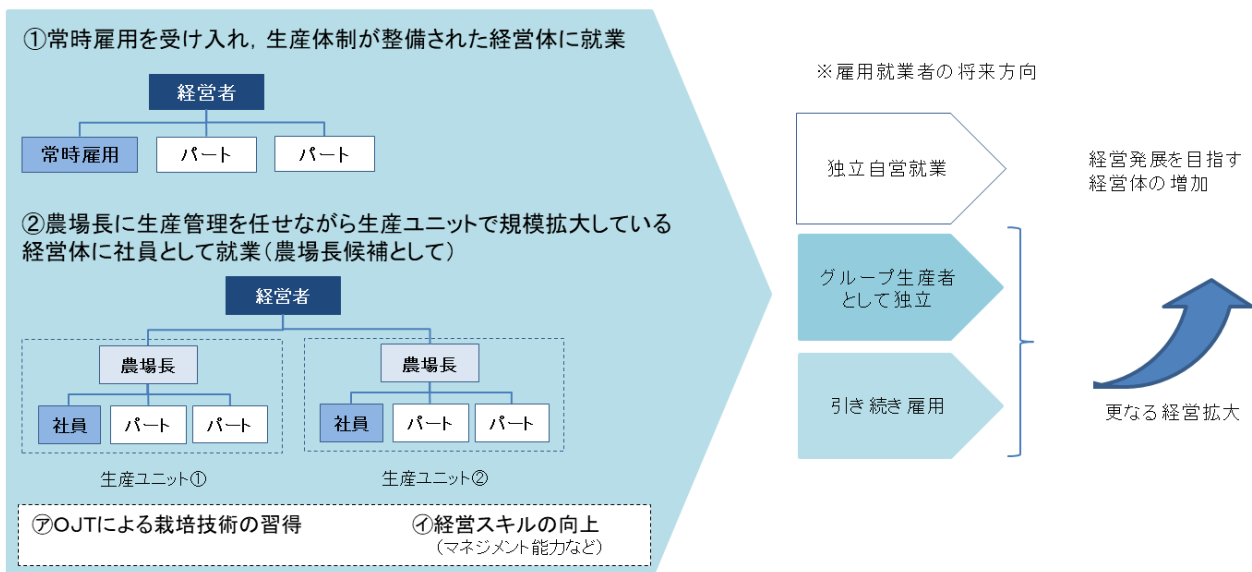 ①常時雇用を受け入れ，生産体制が整備された経営体に就業
経営者
常時雇用
パート
パート
②農場長に生産管理を任せながら生産ユニットで規模拡大している
経営体に社員として就業（農場長候補として）
経営者
農場長
社員
パート
パート
生産ユニット①
農場長
社員
パート
パート
生産ユニット②
㋐OJTによる栽培技術の習得
㋑経営スキルの向上
（マネジメント能力など）
※雇用就業者の将来方向
独立自営就業
経営発展を目指す
経営体の増加
グループ生産者
として独立
引き続き雇用
更なる経営拡大